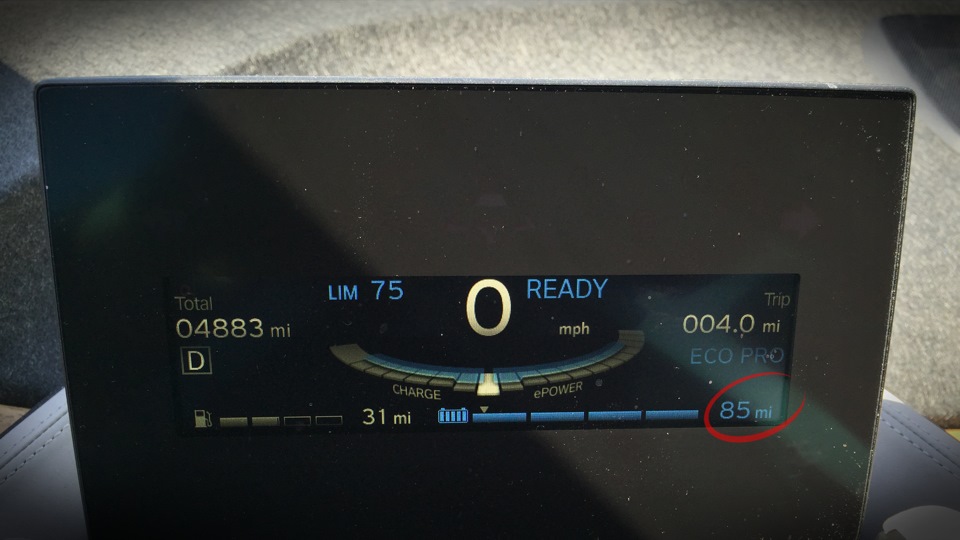 LIM 75
0
READY
Total
04883 mi
mph
Trip
004.0 mi
D
ECO PRO
CHARGE
ePOWER
31 mi
85 mi